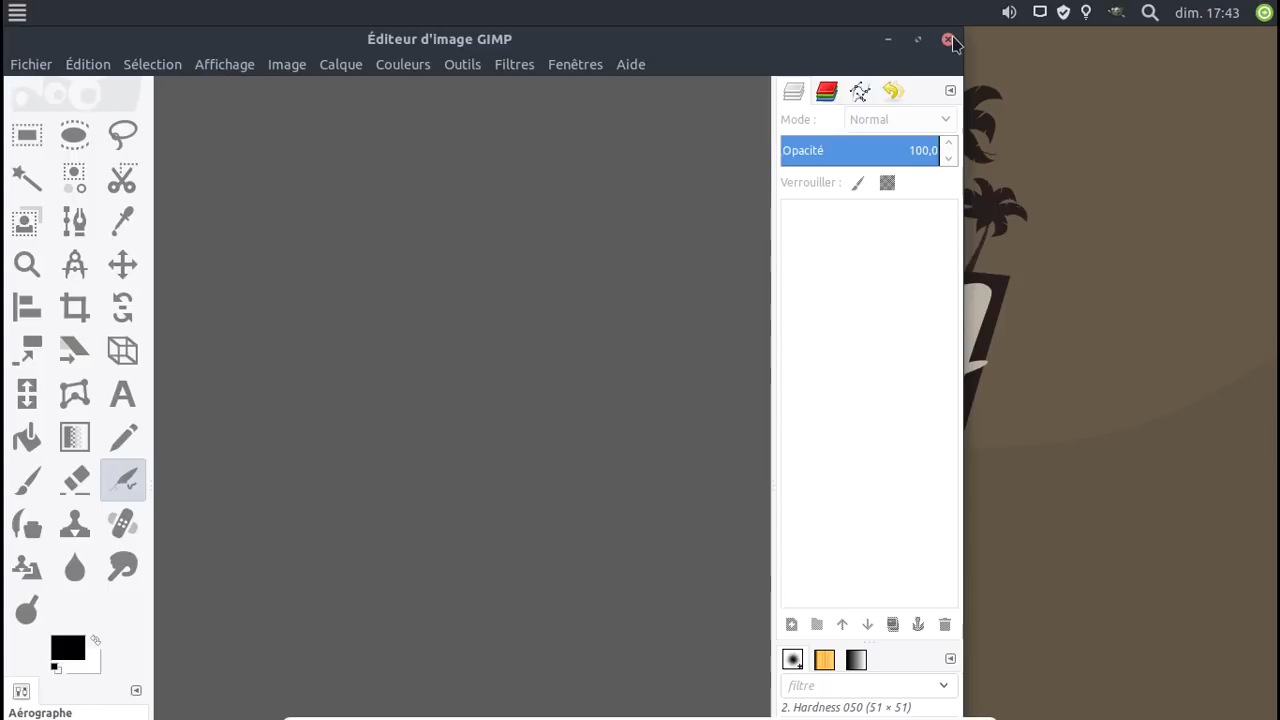 dim. 17:43
Éditeur d'image GIMP
Fichier Édition Sélection Affichage Image Calque Couleurs Outils Filtres Fenêtres Aide
Mode : Normal
Opacité 100,0
Verrouiller :
filtre
2. Hardness 050 (51 × 51)
Aérographe